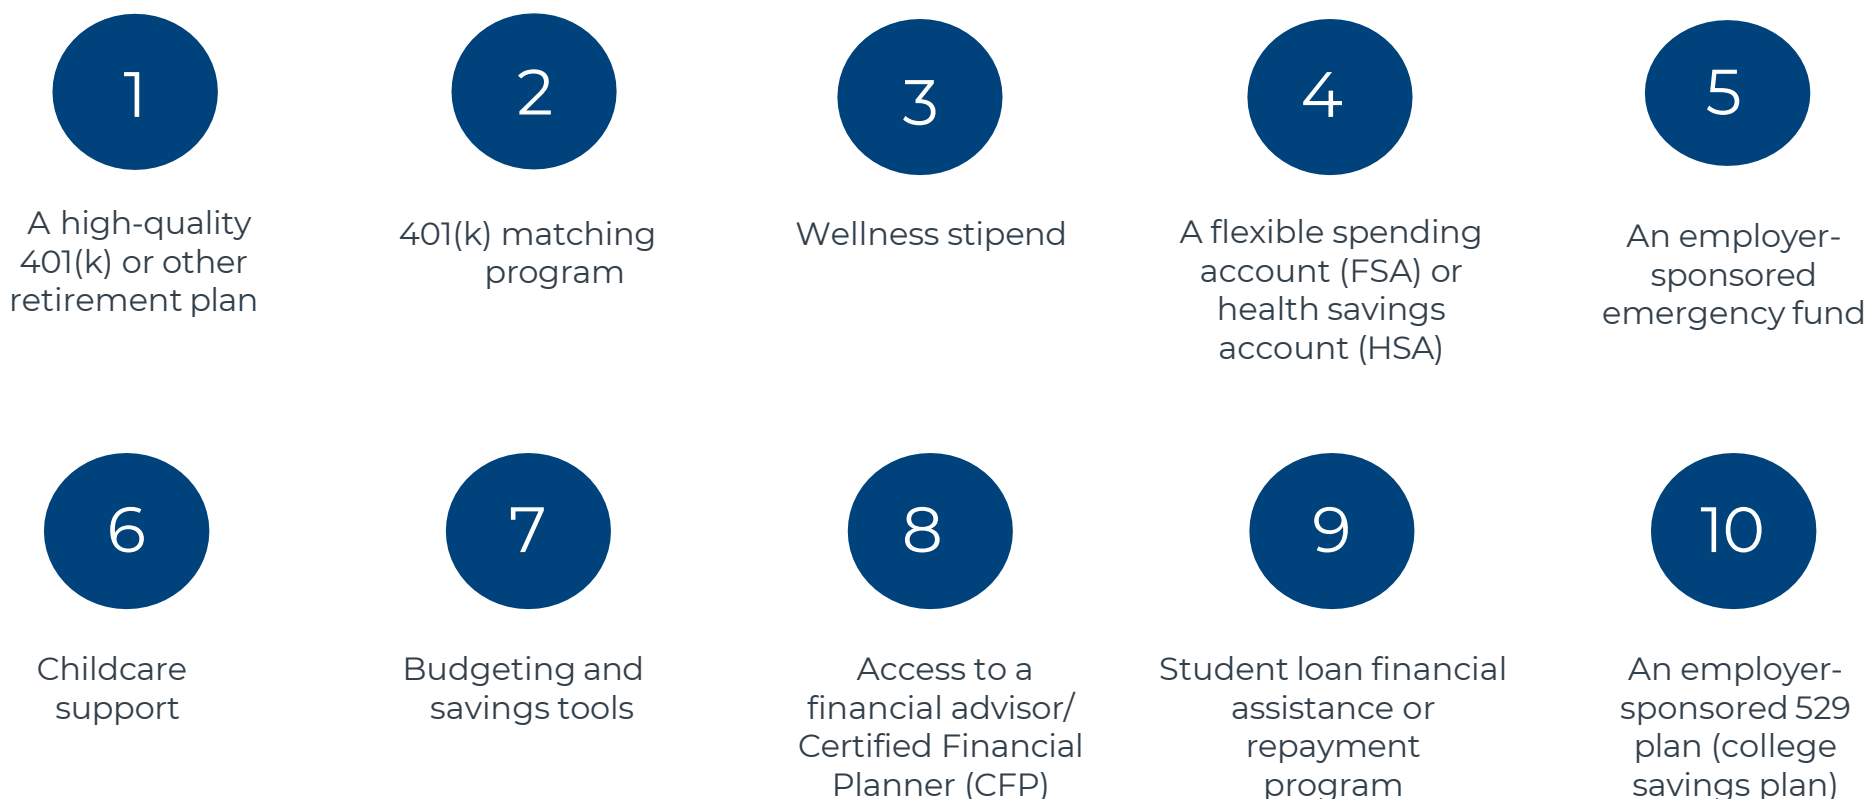 1
A high-quality
401(k) or other
retirement plan
2
401(k) matching
program
3
Wellness stipend
4
A flexible spending
account (FSA) or
health savings
account (HSA)
5
An employer-
sponsored
emergency fund
6
Childcare
support
7
Budgeting and
savings tools
8
Access to a
financial advisor/
Certified Financial
Planner (CFP)
9
Student loan financial
assistance or
repayment
program
10
An employer-
sponsored 529
plan (college
savings plan)